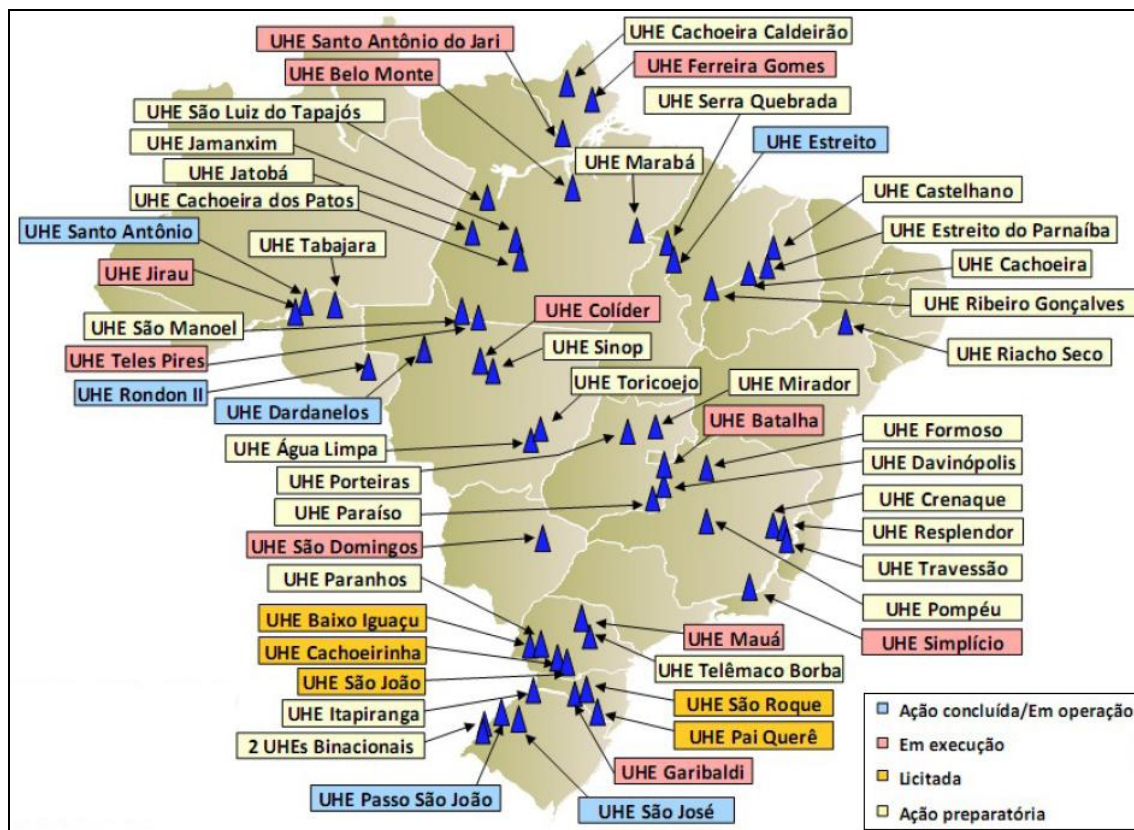 UHE Cachoeira Caldeirão
UHE Santo Antônio do Jari
UHE Belo Monte
UHE Ferreira Gomes
UHE Serra Quebrada
UHE São Luiz do Tapajós
UHE Estreito
UHE Jamanxim
UHE Marabá
UHE Jatobá
UHE Castelhano
UHE Cachoeira dos Patos
UHE Santo Antônio
UHE Estreito do Parnaíba
UHE Tabajara
UHE Cachoeira
UHE Jirau
UHE Ribeiro Gonçalves
UHE Colíder
UHE São Manoel
UHE Sinop
UHE Riacho Seco
UHE Teles Pires
UHE Toricoejo
UHE Mirador
UHE Rondon II
UHE Dardanelos
UHE Batalha
UHE Formoso
UHE Água Limpa
UHE Davinópolis
UHE Porteiras
UHE Crenaque
UHE Paraíso
UHE Resplendor
UHE São Domingos
UHE Travessão
UHE Paranhos
UHE Pompéu
UHE Baixo Iguaçu
UHE Mauá
UHE Simplício
UHE Cachoeirinha
UHE Telêmaco Borba
UHE São João
UHE São Roque
UHE Itapiranga
UHE Pai Querê
2 UHEs Binacionais
UHE Garibaldi
UHE Passo São João
UHE São José
Ação concluída/Em operação
Em execução
Licitada
Ação preparatória